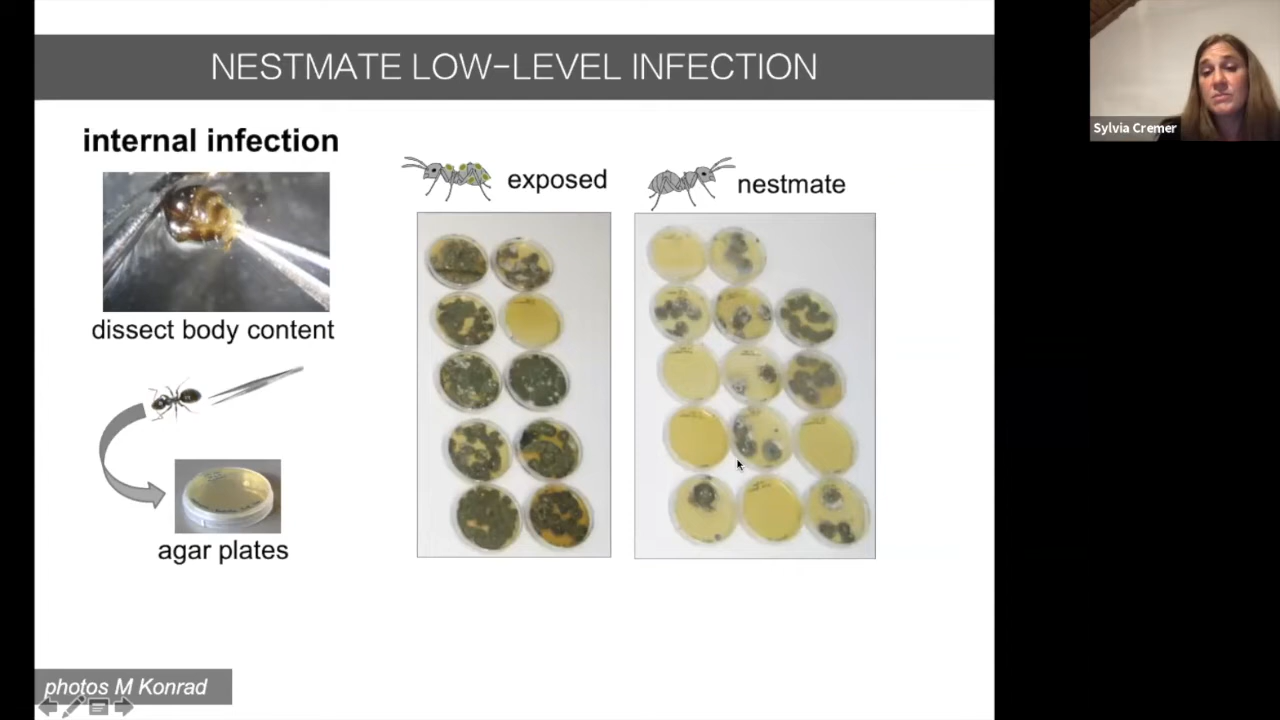 NESTMATE LOW-LEVEL INFECTION
Sylvia Cremer
internal infection
exposed
nestmate
dissect body content
agar plates
photos M Konrad